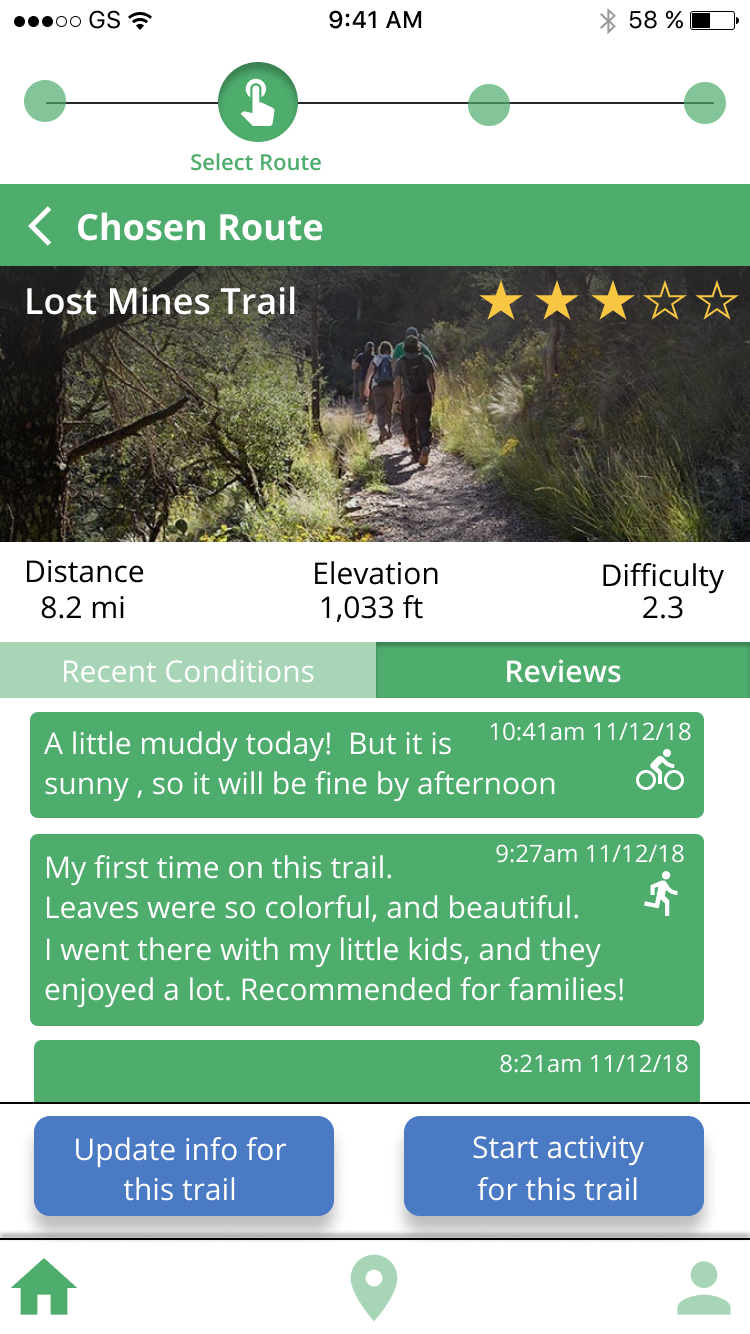 GS 9:41 AM 58 %
Select Route
Chosen Route
Lost Mines Trail
Distance Elevation Difficulty
8.2 mi 1,033 ft 2.3
Recent Conditions Reviews
10:41am 11/12/18
A little muddy today!  But it is
sunny , so it will be fine by afternoon
9:27am 11/12/18
My first time on this trail.
Leaves were so colorful, and beautiful.
I went there with my little kids, and they
enjoyed a lot. Recommended for families!
8:21am 11/12/18
Update info for
this trail
Start activity
for this trail